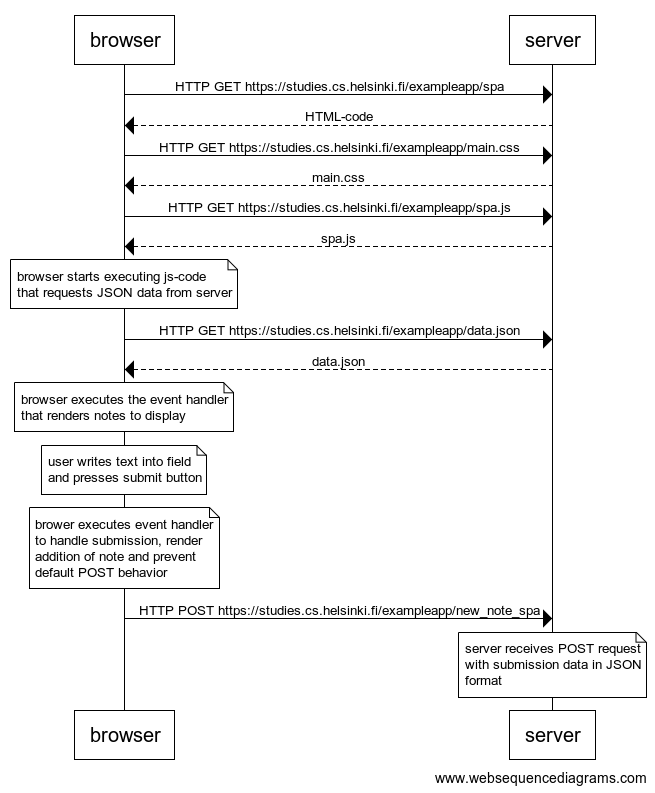 browser
server
HTTP GET https://studies.cs.helsinki.fi/exampleapp/spa
HTML-code
HTTP GET https://studies.cs.helsinki.fi/exampleapp/main.css
main.css
HTTP GET https://studies.cs.helsinki.fi/exampleapp/spa.js
spa.js
browser starts executing js-code
that requests JSON data from server
HTTP GET https://studies.cs.helsinki.fi/exampleapp/data.json
data.json
browser executes the event handler
that renders notes to display
user writes text into field
and presses submit button
brower executes event handler
to handle submission, render
addition of note and prevent
default POST behavior
HTTP POST https://studies.cs.helsinki.fi/exampleapp/new_note_spa
server receives POST request
with submission data in JSON
format
browser
server
www.websequencediagrams.com